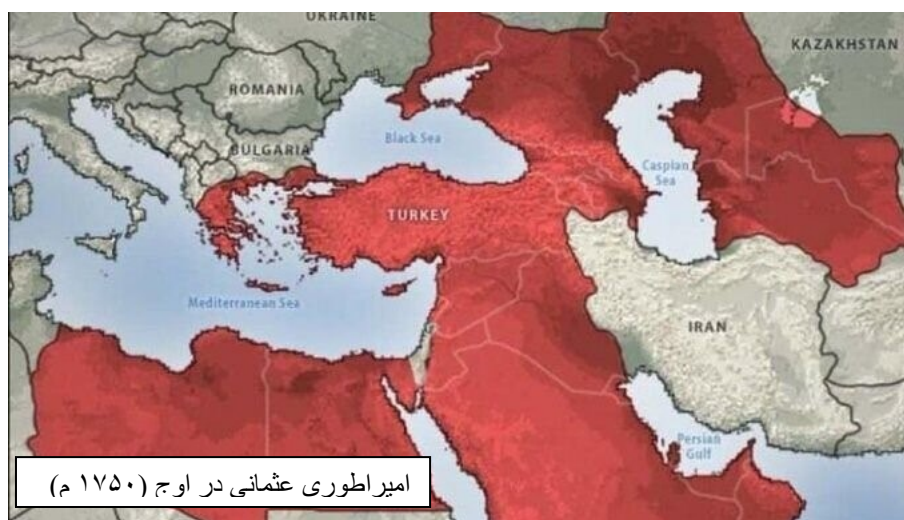 UKRAINE
KAZAKHSTAN
ROMANIA
Black Sea
BULGARIA
Caspian
Sea
TURKEY
Mediterranean Sea
IRAN
Persian
Gulf
امپراطوری عثمانی در اوج (۱۷۵۰ م)